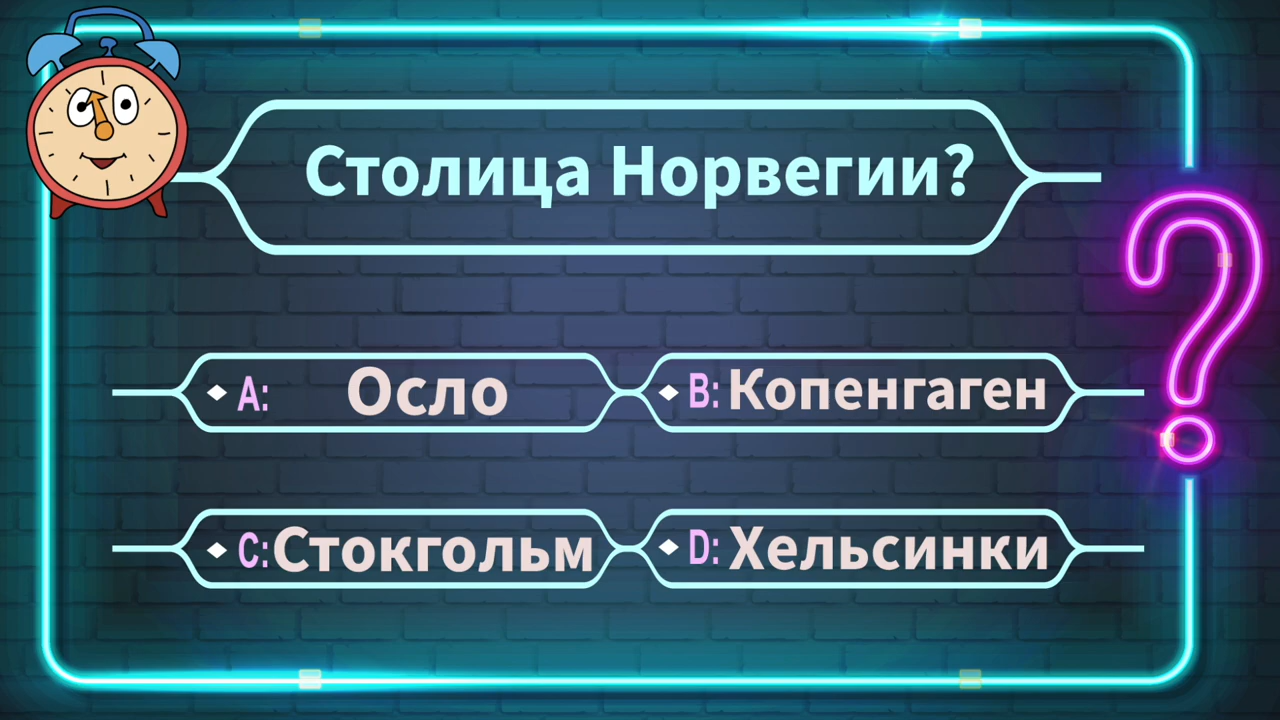 Столица Норвегии?
A: Осло
B: Копенгаген
C: Стокгольм
D: Хельсинки